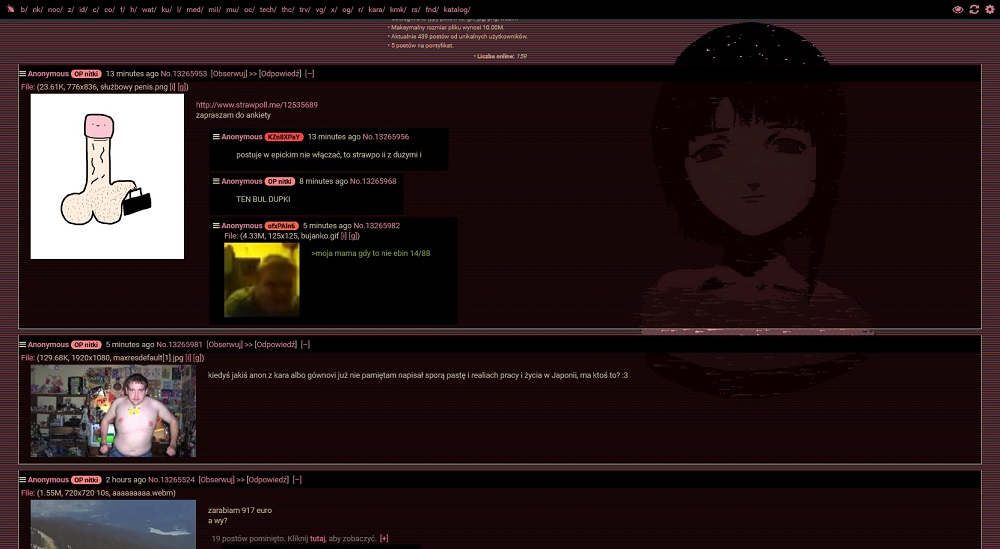 b/ nk/ noc/ z/ id/ c/ co/ f/ h/ wat/ ku/ l/ med/ mil/ mu/ oc/ tech/ thc/ trv/ vg/ x/ og/ r/ kara/ kmk/ rs/ fnd/ katalog/
• Maksymalny rozmiar pliku wynosi 10.00M.
• Aktualnie 439 postów od unikalnych użytkowników.
• 5 postów na pontyfikat.
• Liczba online: 159
Anonymous OP nitki 13 minutes ago No.13265953 [Obserwuj] >> [Odpowiedź] [–]
File: (23.61K, 776x836, służbowy penis.png [i] [g])
http://www.strawpoll.me/12535689
zapraszam do ankiety
Anonymous KZn8XPaY 13 minutes ago No.13265956
postuje w epickim nie włączać, to strawpo ii z dużymi i
Anonymous OP nitki 8 minutes ago No.13265968
TEN BUL DUPKI
Anonymous ofxPAln6 5 minutes ago No.13265982
File: (4.33M, 125x125, bujanko.gif [i] [g])
>moja mama gdy to nie ebin 14/88
Anonymous OP nitki 5 minutes ago No.13265981 [Obserwuj] >> [Odpowiedź] [–]
File: (129.68K, 1920x1080, maxresdefault[1].jpg [i] [g])
kiedyś jakiś anon z kara albo gównovi już nie pamiętam napisał sporą pastę i realiach pracy i życia w Japonii, ma ktoś to? :3
Anonymous OP nitki 2 hours ago No.13265524 [Obserwuj] >> [Odpowiedź] [–]
File: (1.55M, 720x720 10s, aaaaaaaaa.webm)
zarabiam 917 euro
a wy?
19 postów pominięto. Kliknij tutaj, aby zobaczyć. [+]